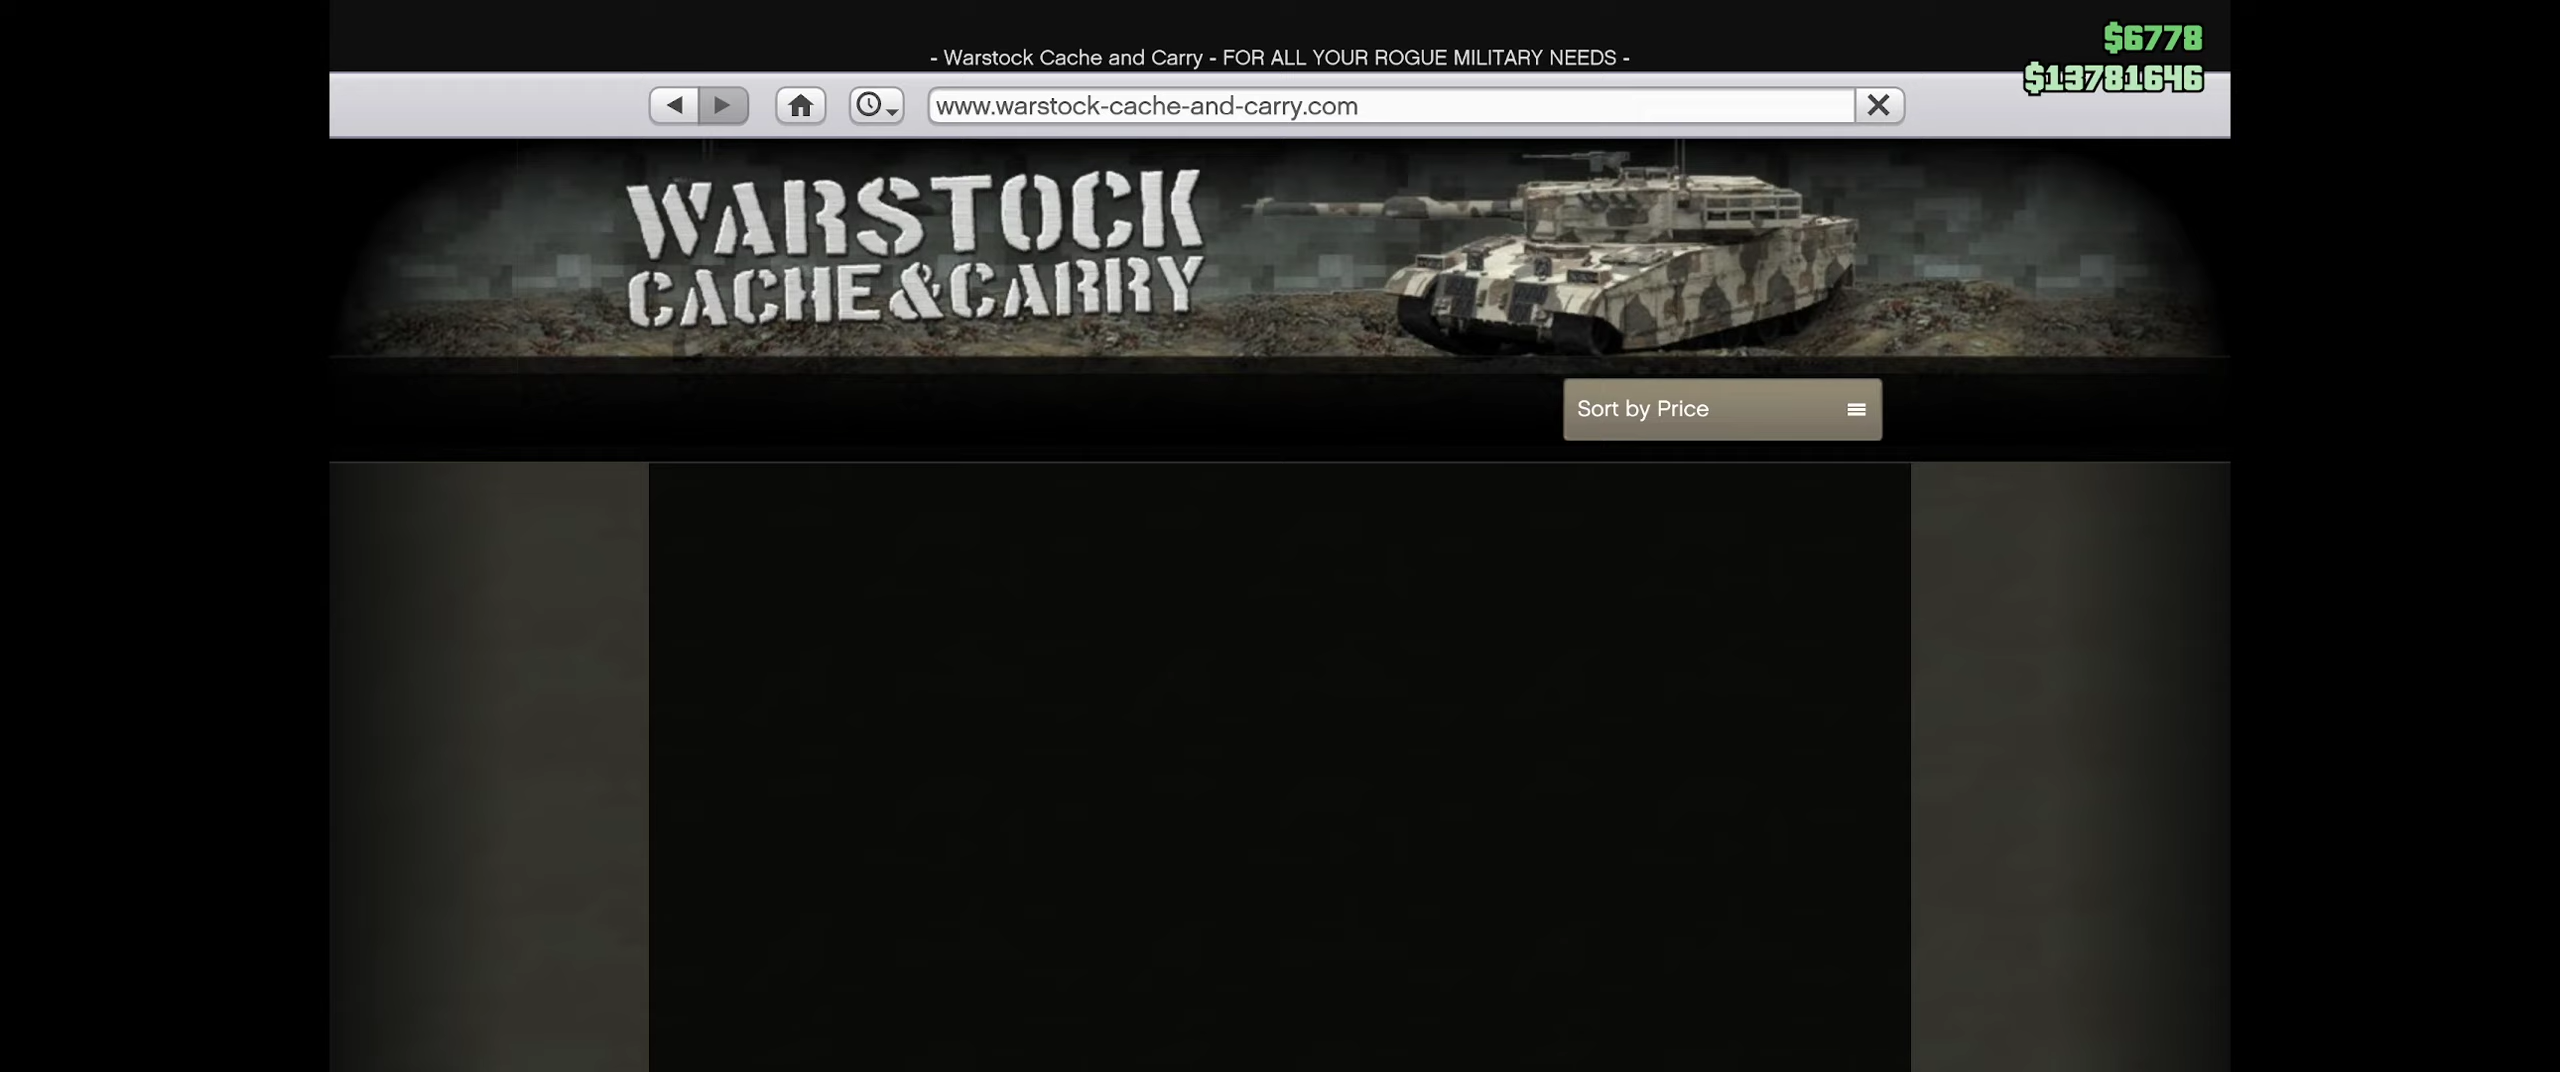 $6778
- Warstock Cache and Carry - FOR ALL YOUR ROGUE MILITARY NEEDS -
$13781646
www.warstock-cache-and-carry.com
WARSTOCK
CACHE&CARRY
Sort by Price